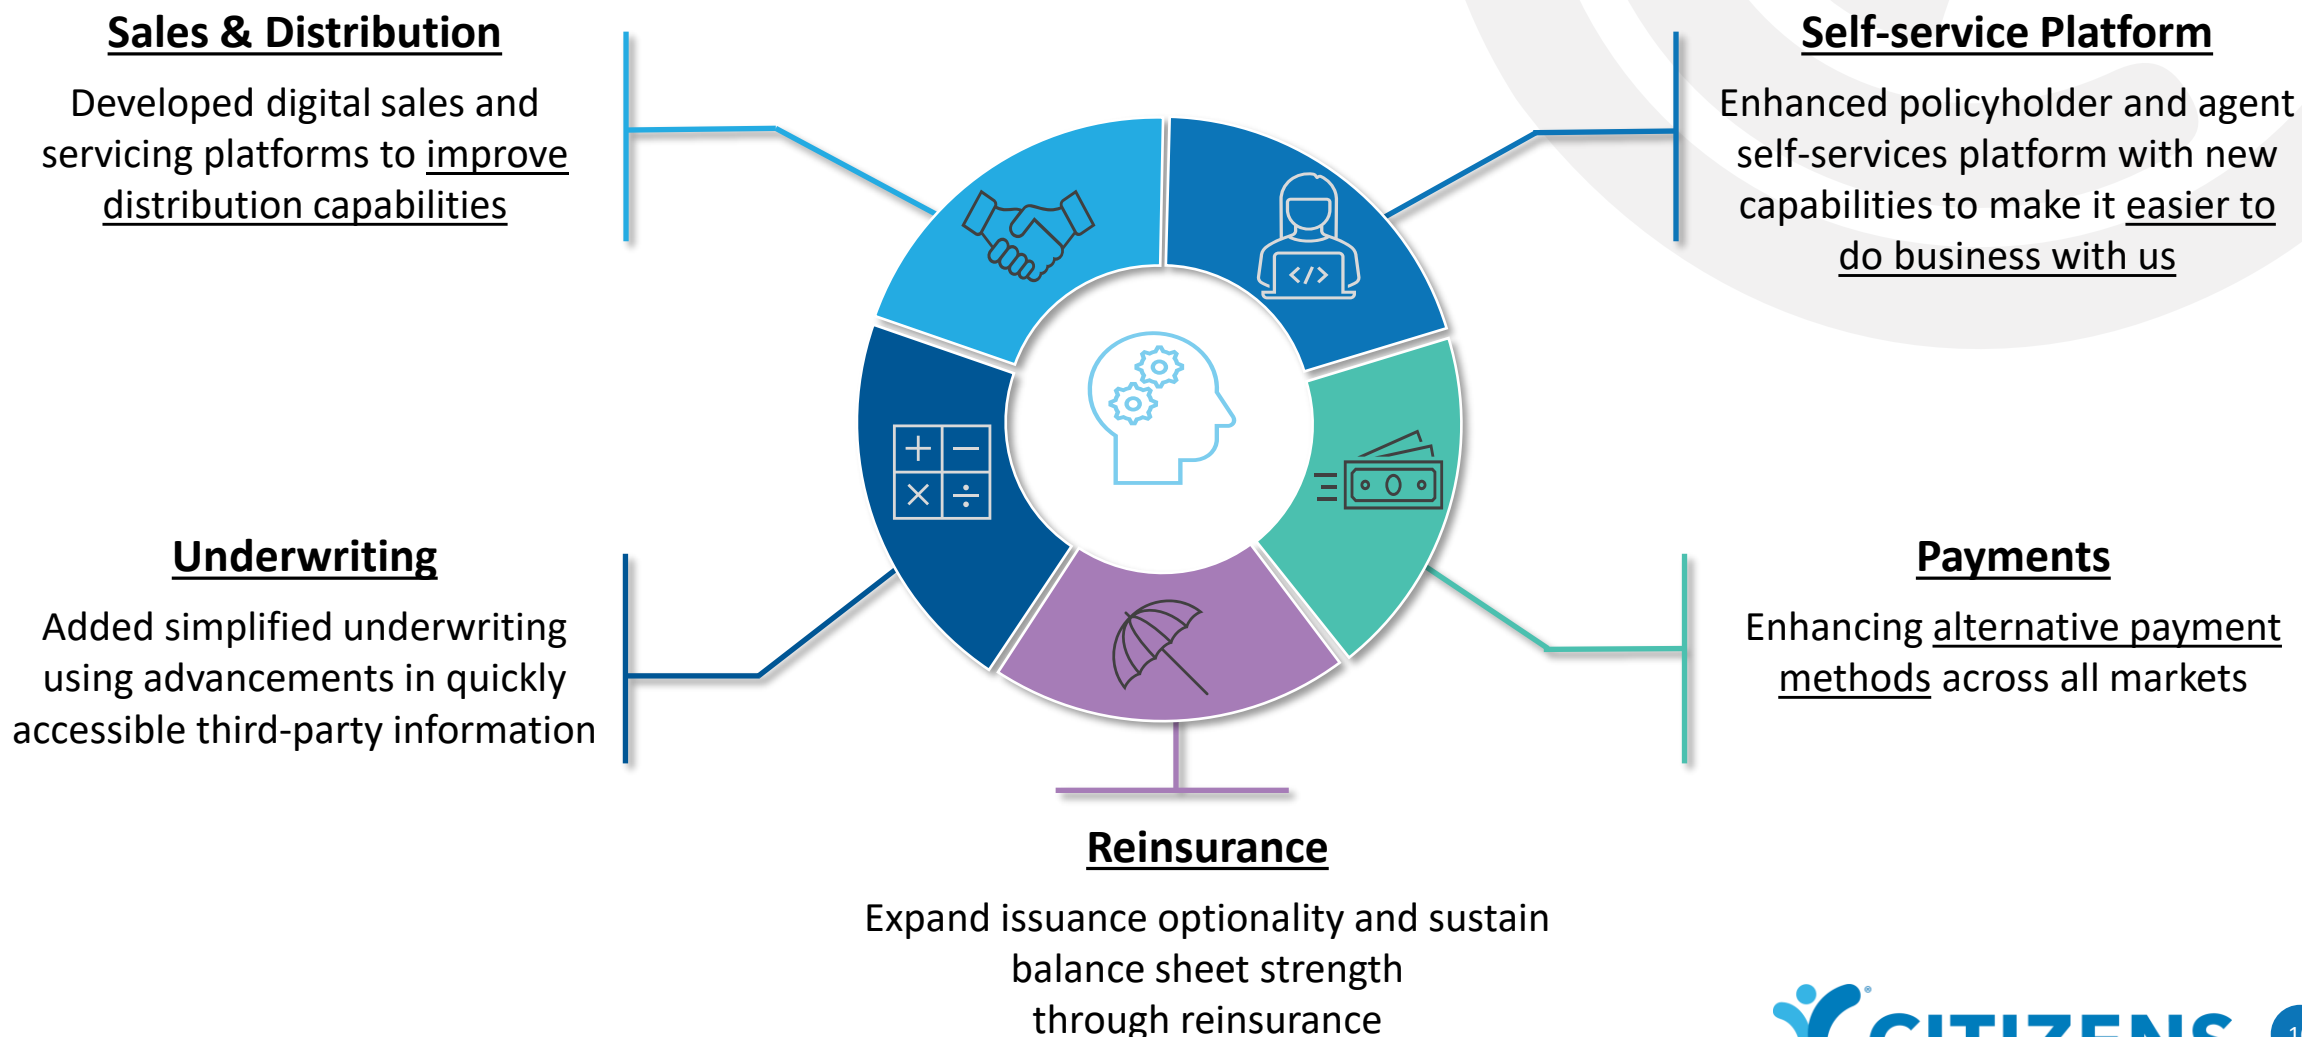 Sales & Distribution
Developed digital sales and
servicing platforms to improve
distribution capabilities
Self-service Platform
Enhanced policyholder and agent
self-services platform with new
capabilities to make it easier to
do business with us
</>
Underwriting
Added simplified underwriting
using advancements in quickly
accessible third-party information
Payments
Enhancing alternative payment
methods across all markets
Reinsurance
Expand issuance optionality and sustain
balance sheet strength
through reinsurance
CITIZENS